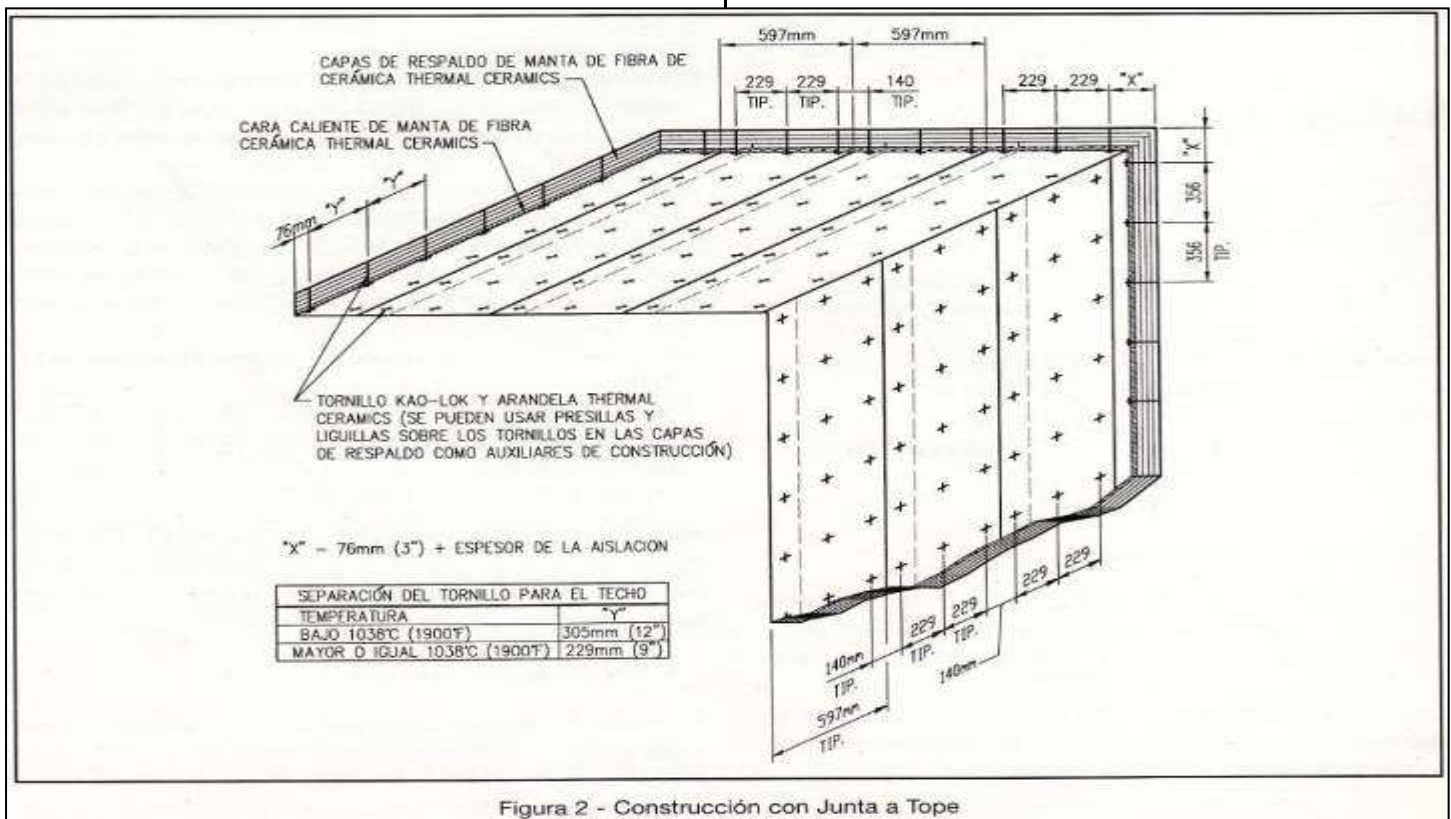 597mm 597mm
CAPAS DE RESPALDO DE MANTA DE FIBRA DE
CERÁMICA THERMAL CERAMICS
229 229 140 229 229 "X"
TIP. TIP. TIP.
CARA CALIENTE DE MANTA DE FIBRA
CERÁMICA THERMAL CERAMICS
"X"
356
356
TIP.
76mm "Y" "Y"
TORNILLO KAO-LOK Y ARANDELA THERMAL
CERAMICS (SE PUEDEN USAR PRESILLAS Y
LIGUILLAS SOBRE LOS TORNILLOS EN LAS CAPAS
DE RESPALDO COMO AUXILIARES DE CONSTRUCCIÓN)
"X" - 76mm (3") + ESPESOR DE LA AISLACION
SEPARACIÓN DEL TORNILLO PARA EL TECHO
TEMPERATURA "Y"
BAJO 1038°C (1900°F) 305mm (12")
MAYOR O IGUAL 1038°C (1900°F) 229mm (9")
229
229
229
TIP.
229
TIP.
140mm
140mm
TIP.
597mm
TIP.
Figura 2 - Construcción con Junta a Tope